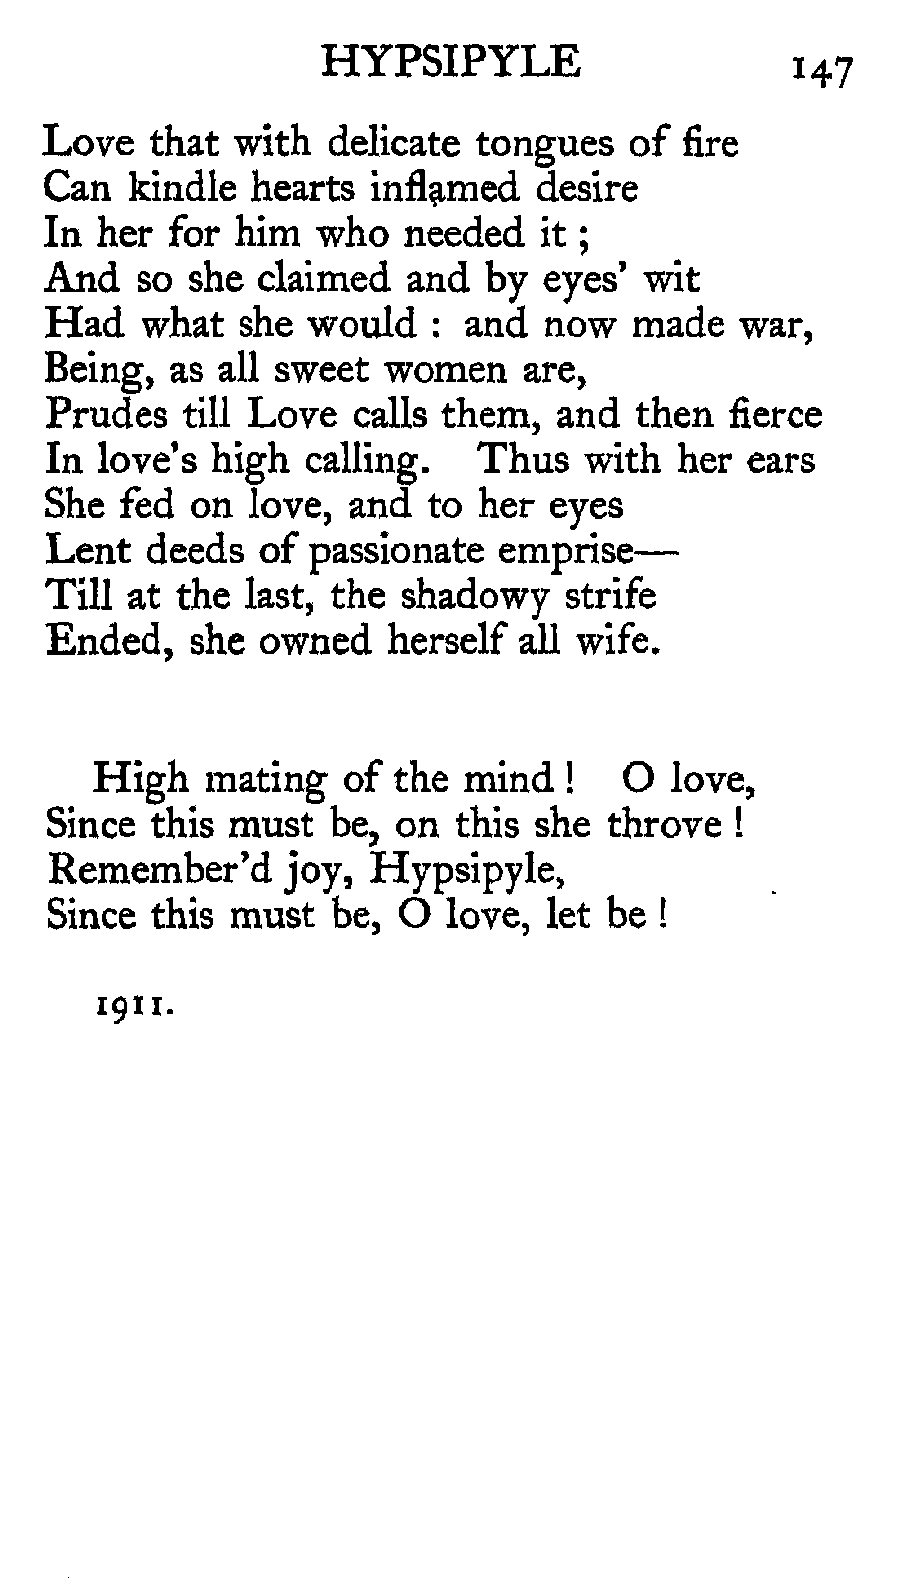 HYPSIPYLE 147
Love that with delicate tongues of fire
Can kindle hearts inflamed desire
In her for him who needed it ;
And so she claimed and by eyes' wit
Had what she would : and now made war,
Being, as all sweet women are,
Prudes till Love calls them, and then fierce
In love's high calling. Thus with her ears
She fed on love, and to her eyes
Lent deeds of passionate emprise—
Till at the last, the shadowy strife
Ended, she owned herself all wife.
High mating of the mind ! O love,
Since this must be, on this she throve !
Remember'd joy, Hypsipyle,
Since this must be, O love, let be !
1911.